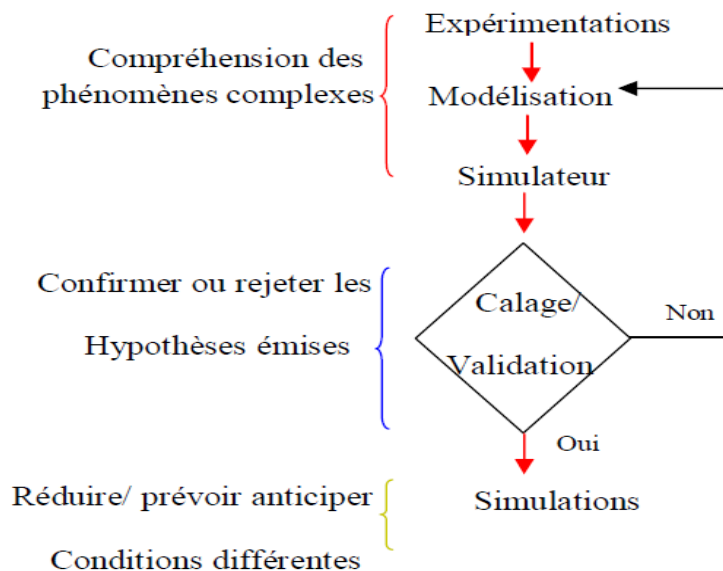 Expérimentations
Compréhension des
phénomènes complexes
Modélisation
Simulateur
Confirmer ou rejeter les
Hypothèses émises
Calage/
Validation
Non
Oui
Réduire/ prévoir anticiper
Conditions différentes
Simulations